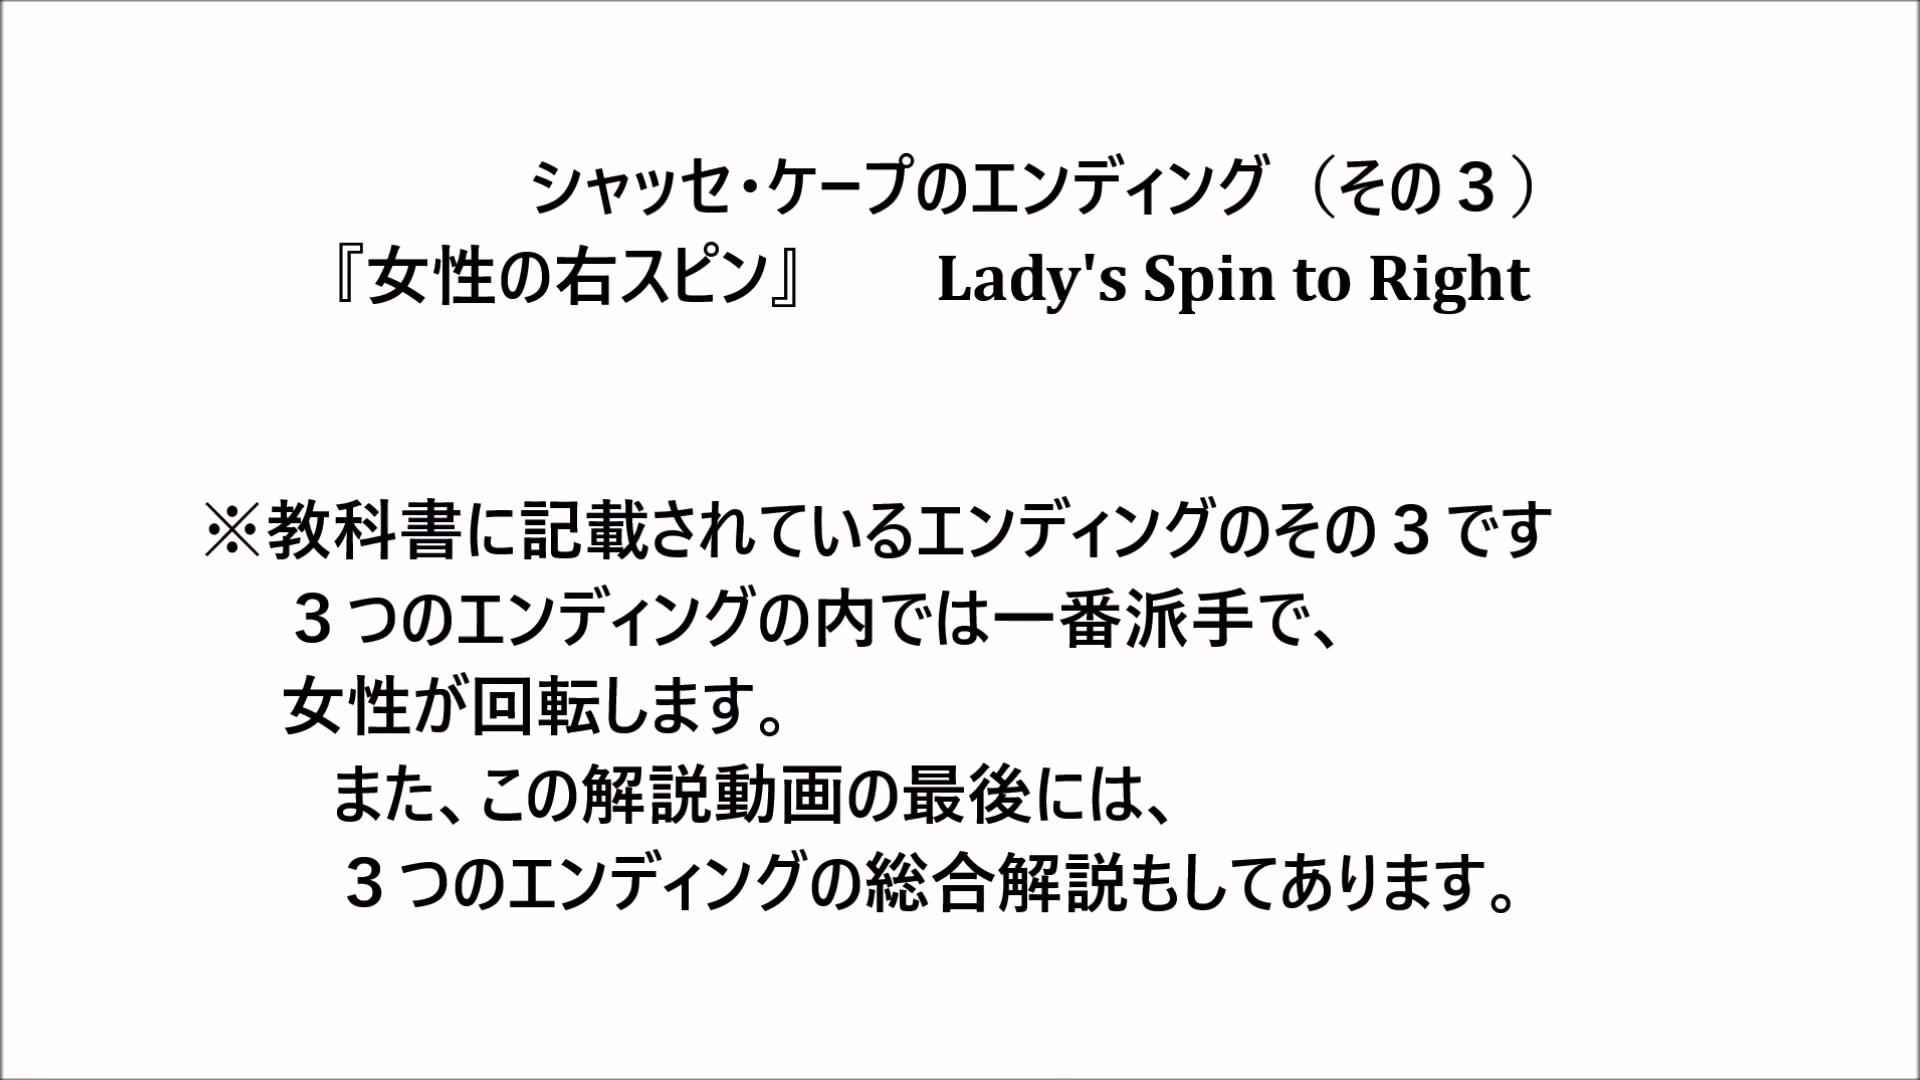 シャッセ・ケープのエンディング（その３）
『女性の右スピン』　　Lady's Spin to Right
※教科書に記載されているエンディングのその３です
３つのエンディングの内では一番派手で、
女性が回転します。
また、この解説動画の最後には、
３つのエンディングの総合解説もしてあります。